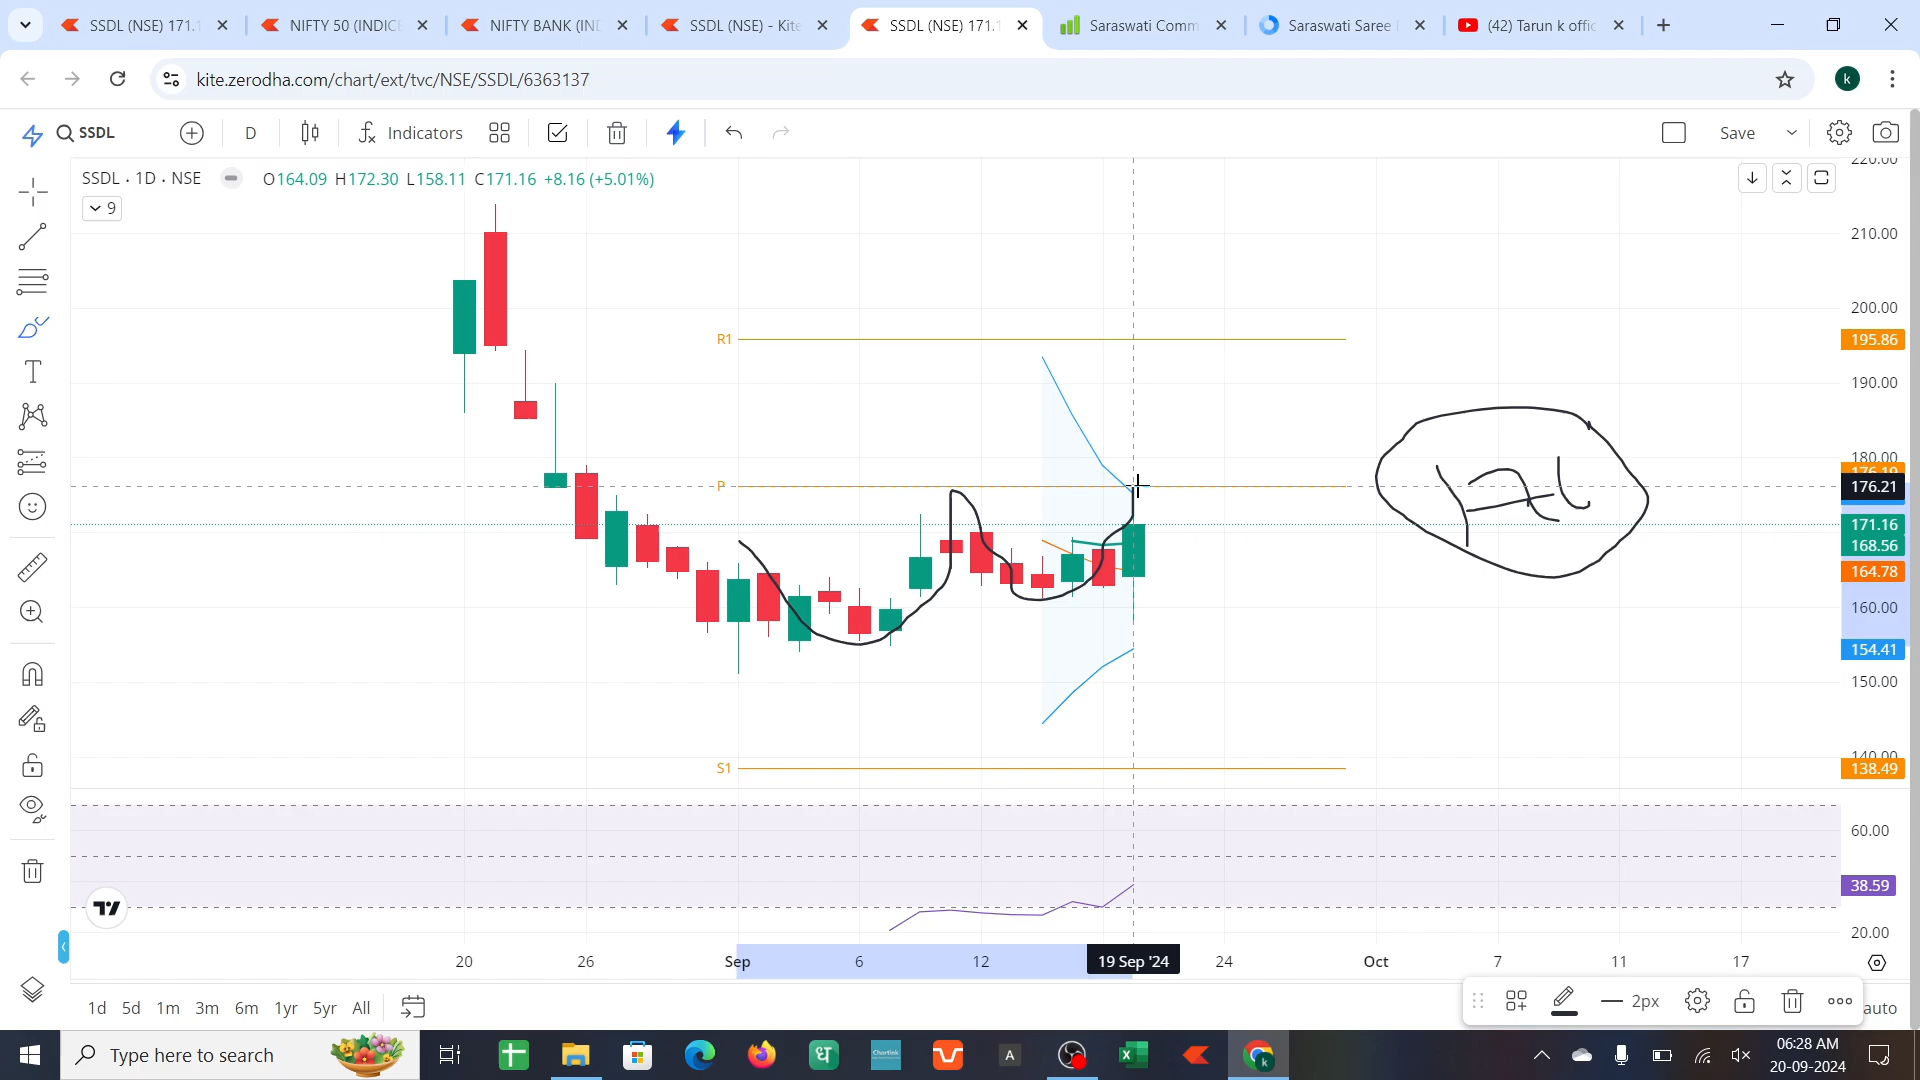 SSDL (NSE) 171.1
NIFTY 50 (INDIC
NIFTY BANK (IN
SSDL (NSE) - Kite
SSDL (NSE) 171.1
Saraswati Comm
Saraswati Saree
(42) Tarun k offic
kite.zerodha.com/chart/ext/tvc/NSE/SSDL/6363137
k
SSDL
D
Indicators
Save
SSDL · 1D · NSE
O164.09 H172.30 L158.11 C171.16 +8.16 (+5.01%)
9
220.00
210.00
200.00
R1
195.86
190.00
180.00
176.19
P
176.21
171.16
168.56
164.78
160.00
154.41
150.00
140.00
S1
138.49
60.00
38.59
20.00
20
26
Sep
6
12
19 Sep '24
24
Oct
7
11
17
1d 5d 1m 3m 6m 1yr 5yr All
2px
auto
Type here to search
06:28 AM
20-09-2024